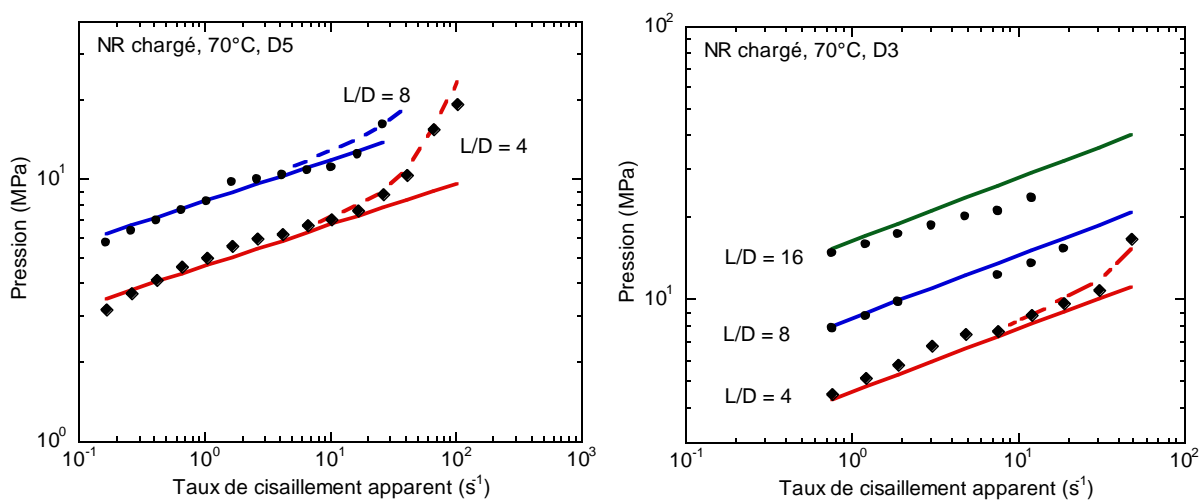 NR chargé, 70°C, D5
L/D = 8
L/D = 4
Pression (MPa)
10¹
10⁰
10⁻¹ 10⁰ 10¹ 10² 10³
Taux de cisaillement apparent (s⁻¹)
NR chargé, 70°C, D3
L/D = 16
L/D = 8
L/D = 4
Pression (MPa)
10²
10¹
10⁻¹ 10⁰ 10¹ 10²
Taux de cisaillement apparent (s⁻¹)